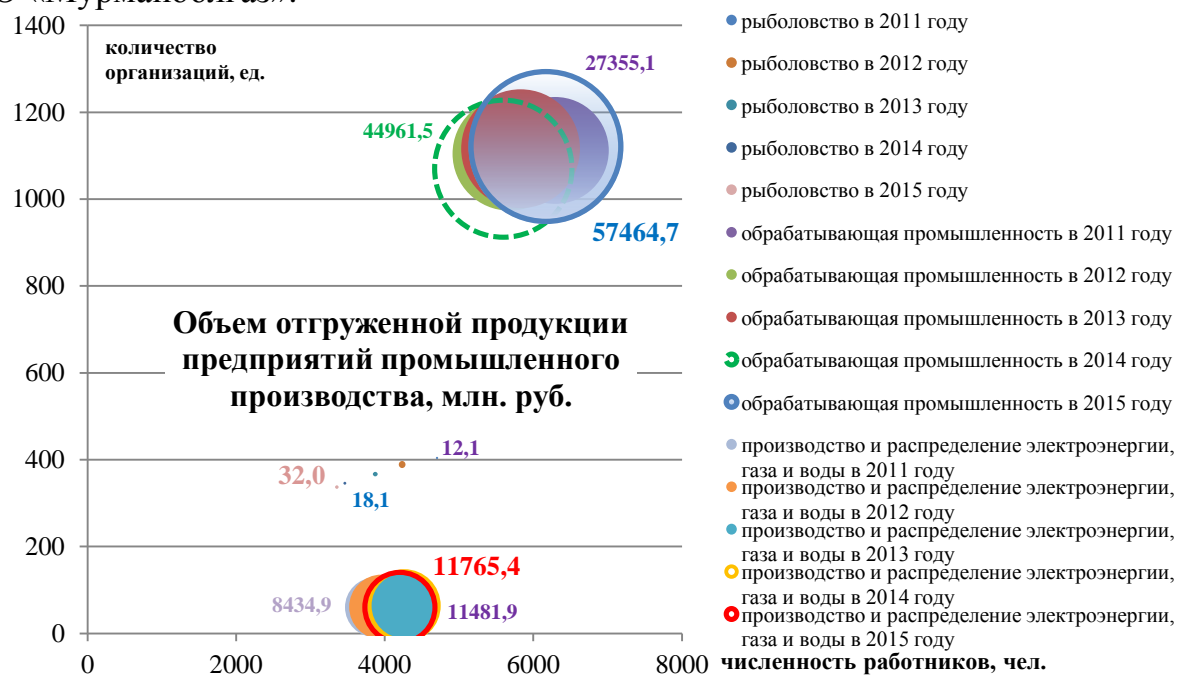 О «Мурманоблгаз».
1400
1200
1000
800
600
400
200
0
количество
организаций, ед.
27355,1
44961,5
57464,7
Объем отгруженной продукции
предприятий промышленного
производства, млн. руб.
12,1
32,0
18,1
11765,4
8434,9
11481,9
0
2000
4000
6000
8000
численность работников, чел.
рыболовство в 2011 году
рыболовство в 2012 году
рыболовство в 2013 году
рыболовство в 2014 году
рыболовство в 2015 году
обрабатывающая промышленность в 2011 году
обрабатывающая промышленность в 2012 году
обрабатывающая промышленность в 2013 году
обрабатывающая промышленность в 2014 году
обрабатывающая промышленность в 2015 году
производство и распределение электроэнергии,
газа и воды в 2011 году
производство и распределение электроэнергии,
газа и воды в 2012 году
производство и распределение электроэнергии,
газа и воды в 2013 году
производство и распределение электроэнергии,
газа и воды в 2014 году
производство и распределение электроэнергии,
газа и воды в 2015 году